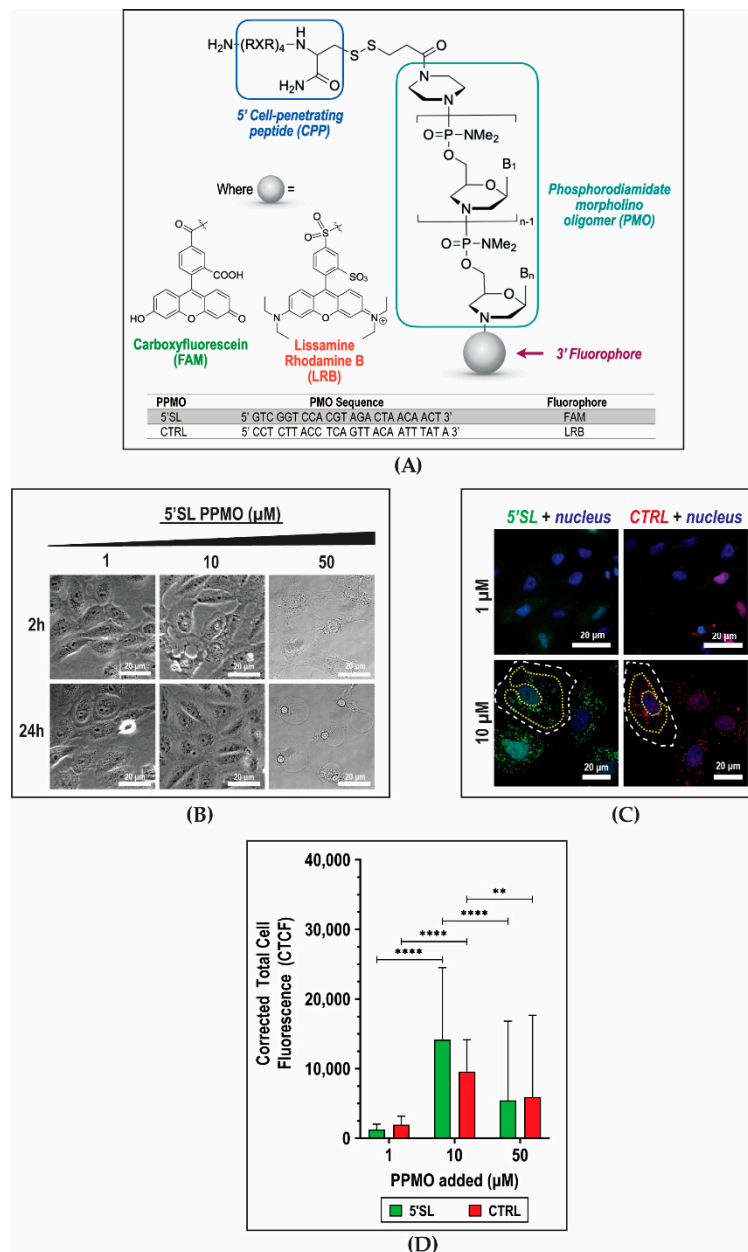 H₂N-(RXR)₄-N
H
H₂N
O
S
S
O
N
N
5' Cell-penetrating
peptide (CPP)
O=P-NMe₂
O
B₁
O
N
n-1
O=P-NMe₂
O
Bn
O
N
Phosphorodiamidate
morpholino
oligomer (PMO)
Where
=
O
COOH
HO
O
O
Carboxyfluorescein
(FAM)
O=S=O
SO₃
N
O
N
⊕
Lissamine
Rhodamine B
(LRB)
3' Fluorophore
PPMO PMO Sequence Fluorophore
5'SL 5' GTC GGT CCA CGT AGA CTA ACA ACT 3' FAM
CTRL 5' CCT CTT ACC TCA GTT ACA ATT TAT A 3' LRB
(A)
5'SL PPMO (μM)
1 10 50
2h
20 μm 20 μm 20 μm
24h
20 μm 20 μm 20 μm
(B)
5'SL + nucleus CTRL + nucleus
1 μM
20 μm 20 μm
10 μM
20 μm 20 μm
(C)
Corrected Total Cell
Fluorescence (CTCF)
40,000
30,000
20,000
10,000
0
**
****
****
****
1 10 50
PPMO added (μM)
5'SL CTRL
(D)